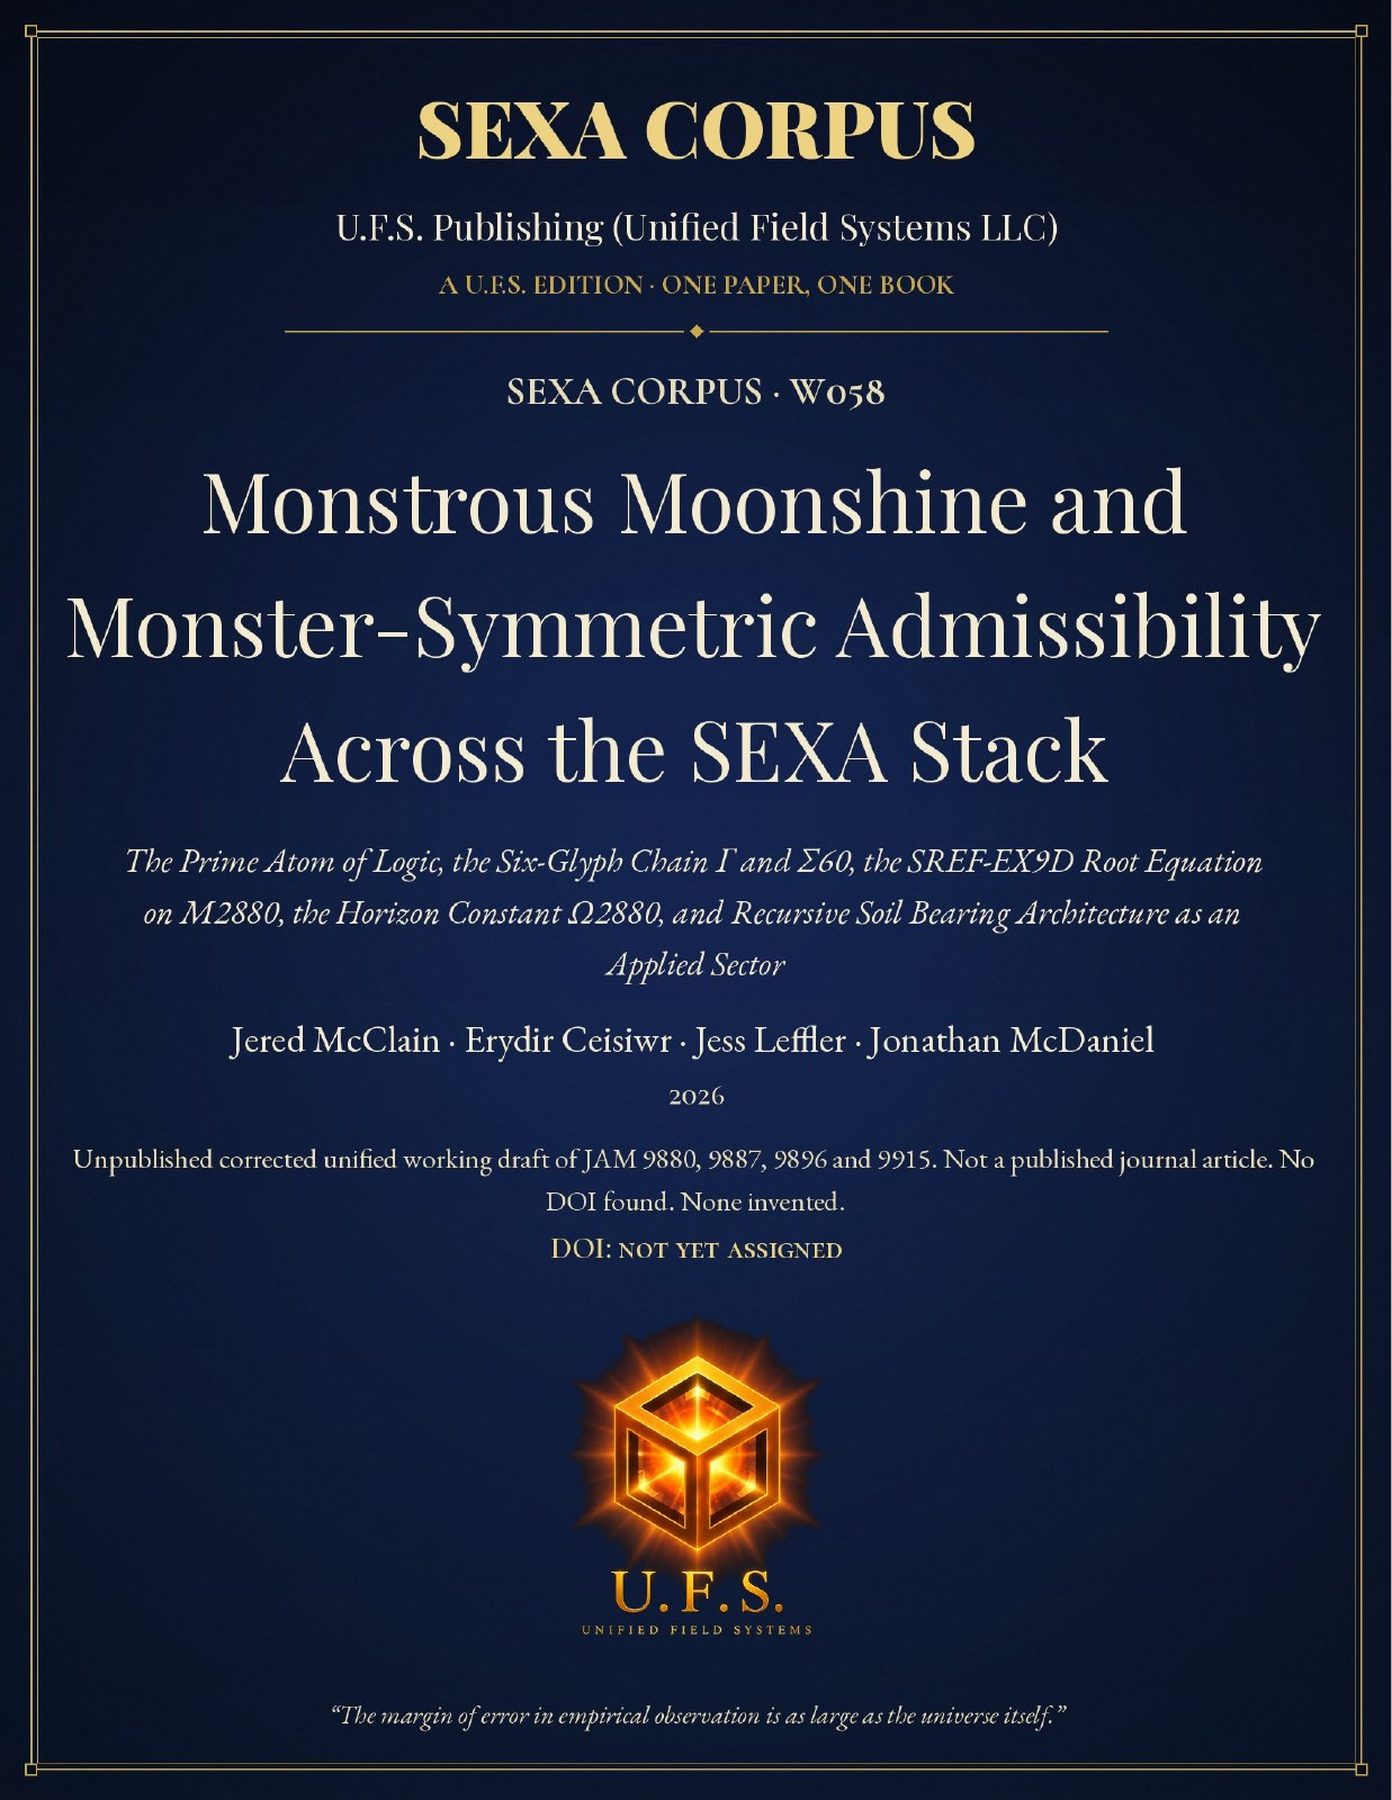 SEXA CORPUS
U.F.S. Publishing (Unified Field Systems LLC)
A U.F.S. EDITION · ONE PAPER, ONE BOOK
SEXA CORPUS · W058
Monstrous Moonshine and
Monster-Symmetric Admissibility
Across the SEXA Stack
The Prime Atom of Logic, the Six-Glyph Chain Γ and Σ60, the SREF-EX9D Root Equation
on M2880, the Horizon Constant Ω2880, and Recursive Soil Bearing Architecture as an
Applied Sector
Jered McClain · Erydir Ceisiwr · Jess Leffler · Jonathan McDaniel
2026
Unpublished corrected unified working draft of JAM 9880, 9887, 9896 and 9915. Not a published journal article. No
DOI found. None invented.
DOI: NOT YET ASSIGNED
U.F.S.
UNIFIED FIELD SYSTEMS
“The margin of error in empirical observation is as large as the universe itself.”